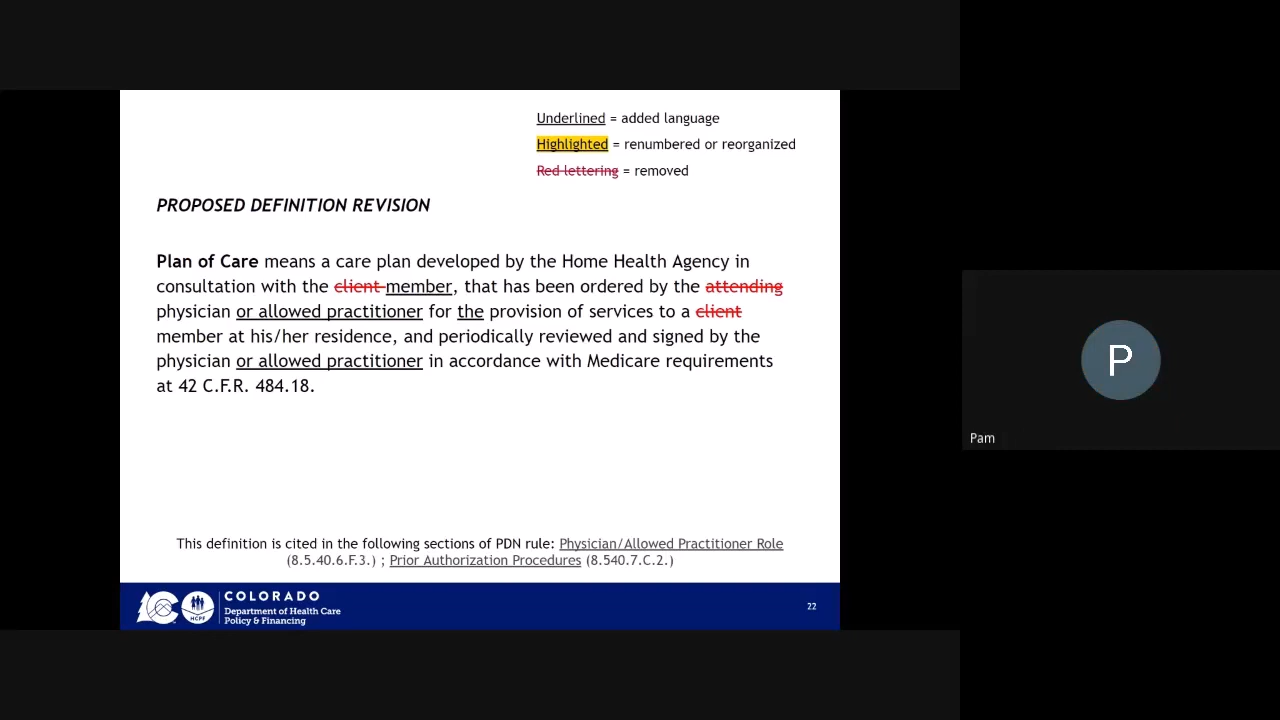 Underlined = added language
Highlighted = renumbered or reorganized
Red lettering = removed
PROPOSED DEFINITION REVISION
Plan of Care means a care plan developed by the Home Health Agency in
consultation with the client member, that has been ordered by the attending
physician or allowed practitioner for the provision of services to a client
member at his/her residence, and periodically reviewed and signed by the
physician or allowed practitioner in accordance with Medicare requirements
at 42 C.F.R. 484.18.
This definition is cited in the following sections of PDN rule: Physician/Allowed Practitioner Role
(8.5.40.6.F.3.) ; Prior Authorization Procedures (8.540.7.C.2.)
HCPF
COLORADO
Department of Health Care
Policy & Financing
22
P
Pam